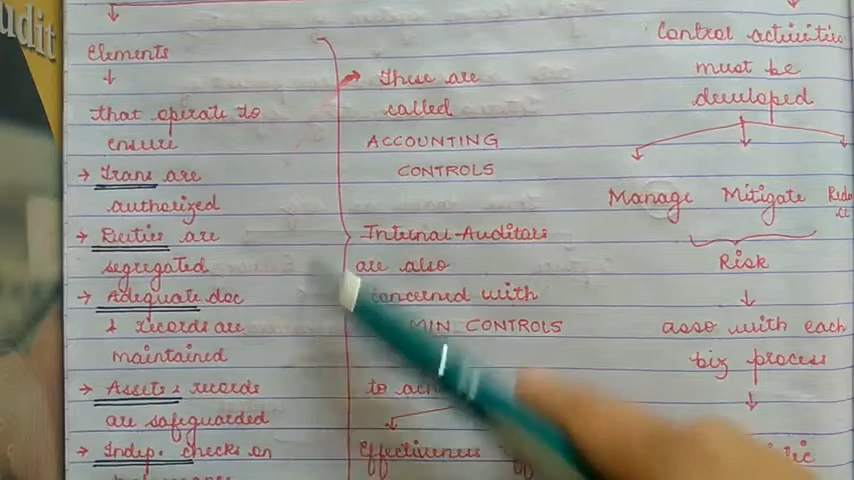 udit
Elements
that operate to
ensure
→ Trans are
authorized
→ Duties are
segregated
→ Adequate doc
& records are
maintained
→ Assets & records
are safeguarded
→ Indep. checks on
These are
called
ACCOUNTING
CONTROLS
Internal Auditors
are also
concerned with
MIN CONTROLS
to
Effectiveness
Control activities
must be
developed
Manage Mitigate
Risk
asso with each
biz process